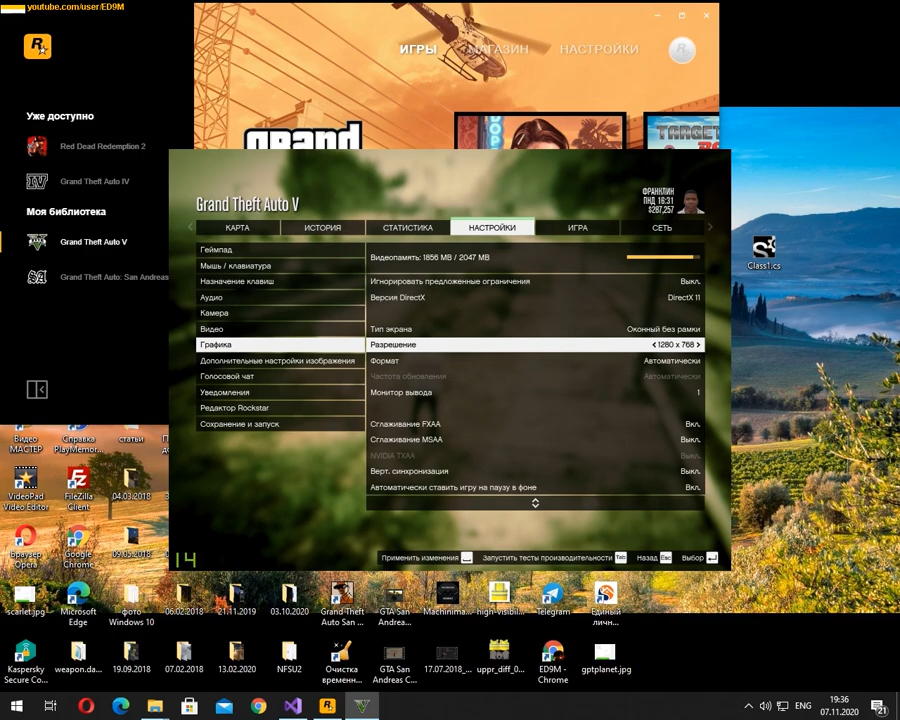 youtube.com/user/ED9M
ИГРЫ
МАГАЗИН
НАСТРОЙКИ
Уже доступно
Red Dead Redemption 2
Grand Theft Auto IV
Моя библиотека
Grand Theft Auto V
Grand Theft Auto: San Andreas
grand
TARGET
Grand Theft Auto V
ФРАНКЛИН
ПНД 16:31
$287,257
КАРТА
ИСТОРИЯ
СТАТИСТИКА
НАСТРОЙКИ
ИГРА
СЕТЬ
Геймпад
Мышь / клавиатура
Назначение клавиш
Аудио
Камера
Видео
Графика
Дополнительные настройки изображения
Голосовой чат
Уведомления
Редактор Rockstar
Сохранение и запуск
Видеопамять: 1856 MB / 2047 MB
Игнорировать предложенные ограничения Выкл.
Версия DirectX DirectX 11
Тип экрана Оконный без рамки
Разрешение 1280 x 768
Формат Автоматически
Частота обновления Автоматически
Монитор вывода 1
Сглаживание FXAA Вкл.
Сглаживание MSAA Выкл.
NVIDIA TXAA Выкл.
Верт. синхронизация Выкл.
Автоматически ставить игру на паузу в фоне Вкл.
14
Применить изменения
Запустить тесты производительности Tab
Назад Esc
Выбор
Class1.cs
Видео МАСТЕР
Справка PlayMemor...
статьи
VideoPad Video Editor
FileZilla Client
04.03.2018
Браузер Opera
Google Chrome
09.05.2018
scarlet.jpg
Microsoft Edge
фото Windows 10
06.02.2018
21.11.2019
03.10.2020
Grand Theft Auto San ...
GTA San Andrea...
Machinima...
high-visibil...
Telegram
Единый личн...
Kaspersky Secure Co...
weapon.da...
19.09.2018
07.02.2018
13.02.2020
NFSU2
Очистка временн...
GTA San Andreas C...
17.07.2018_...
uppr_diff_0...
ED9M - Chrome
gptplanet.jpg
ENG
19:36
07.11.2020
21